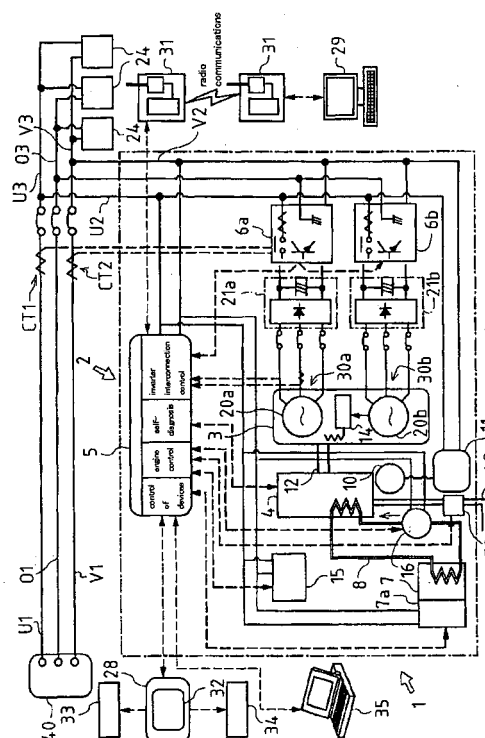 40
U1
O1
V1
CT1
CT2
U3
O3
V3
24
24
24
U2
V2
31
radio communications
31
29
2
5
control of devices
engine control
self-diagnosis
inverter interconnection control
6a
6b
21a
21b
30a
30b
20a
20b
3
14
12
10
4
11
15
8
16
7
7a
33
28
32
34
35
1